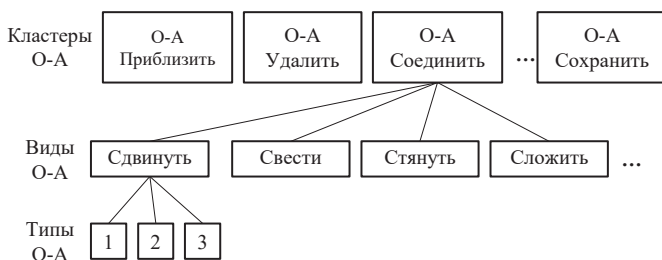 Кластеры
О-А
О-А
Приблизить
О-А
Удалить
О-А
Соединить
...
О-А
Сохранить
Виды
О-А
Сдвинуть
Свести
Стянуть
Сложить
...
Типы
О-А
1
2
3